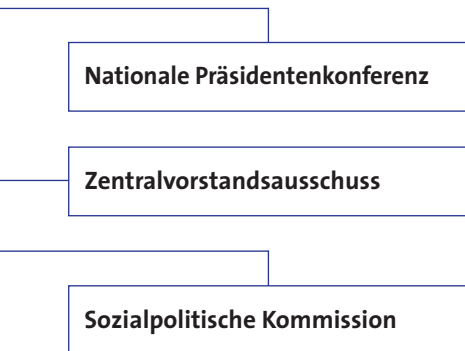 Nationale Präsidentenkonferenz
Zentralvorstandsausschuss
Sozialpolitische Kommission